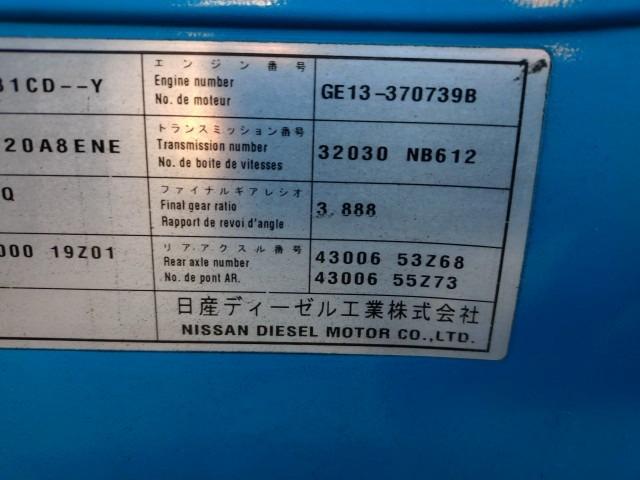 エンジン番号
Engine number
No. de moteur
31CD--Y
GE13-370739B
トランスミッション番号
Transmission number
No. de boite de vitesses
20A8ENE
32030 NB612
ファイナルギアレシオ
Final gear ratio
Rapport de revoi d'angle
Q
3.888
リアアクスル番号
Rear axle number
No. de pont AR.
000 19Z01
43006 53Z68
43006 55Z73
日産ディーゼル工業株式会社
NISSAN DIESEL MOTOR CO.,LTD.